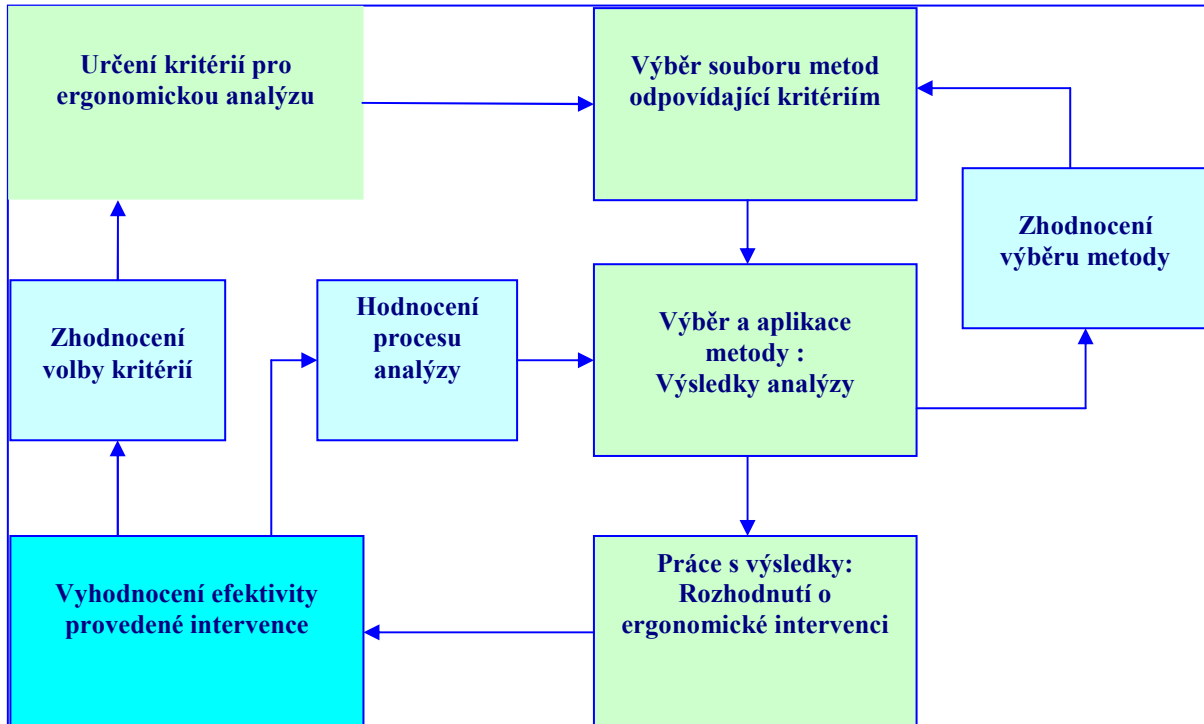 Určení kritérií pro
ergonomickou analýzu
Výběr souboru metod
odpovídající kritériím
Zhodnocení
výběru metody
Zhodnocení
volby kritérií
Hodnocení
procesu
analýzy
Výběr a aplikace
metody :
Výsledky analýzy
Vyhodnocení efektivity
provedené intervence
Práce s výsledky:
Rozhodnutí o
ergonomické intervenci